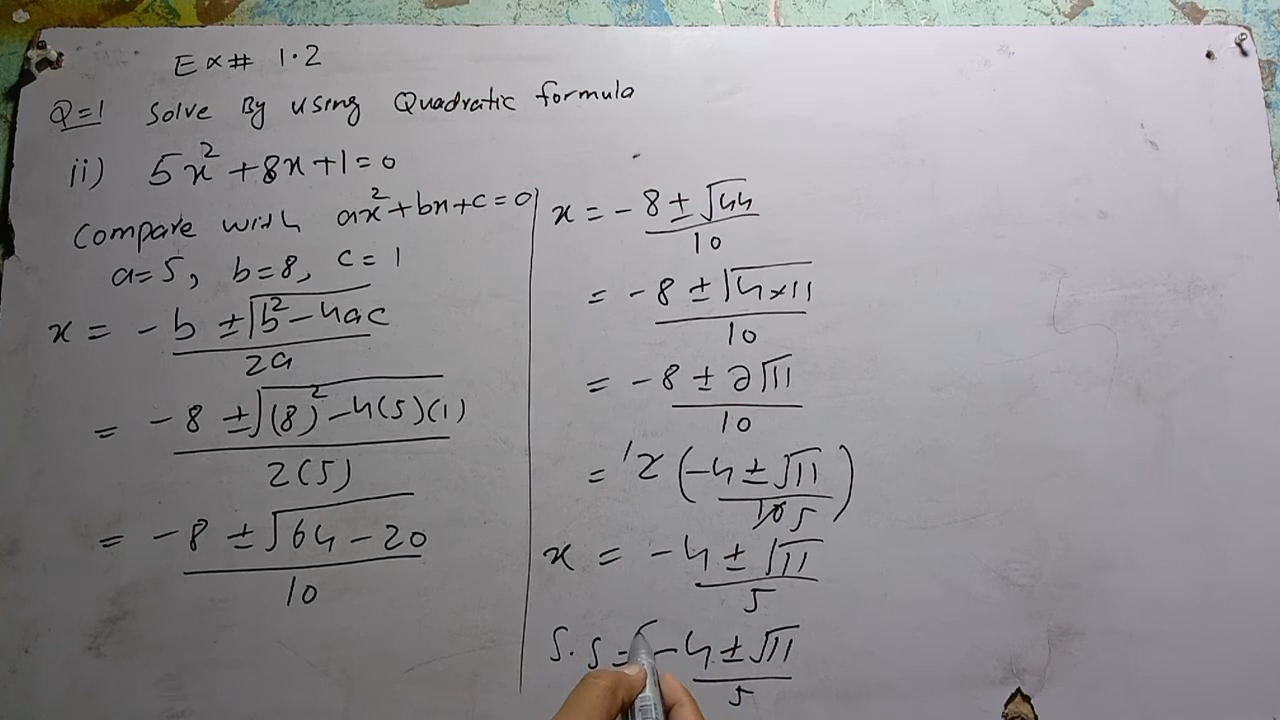 Ex# 1.2
Q=1 Solve By using Quadratic formula
ii) 5x² + 8x + 1 = 0
Compare with ax² + bx + c = 0
a=5, b=8, c=1
x = -b ± √b² - 4ac
2a
= -8 ± √(8)² - 4(5)(1)
2(5)
= -8 ± √64 - 20
10
x = -8 ± √44
10
= -8 ± √4×11
10
= -8 ± 2√11
10
= ¹2 (-4 ± √11)
10 5
x = -4 ± √11
5
S.S = { -4 ± √11
5